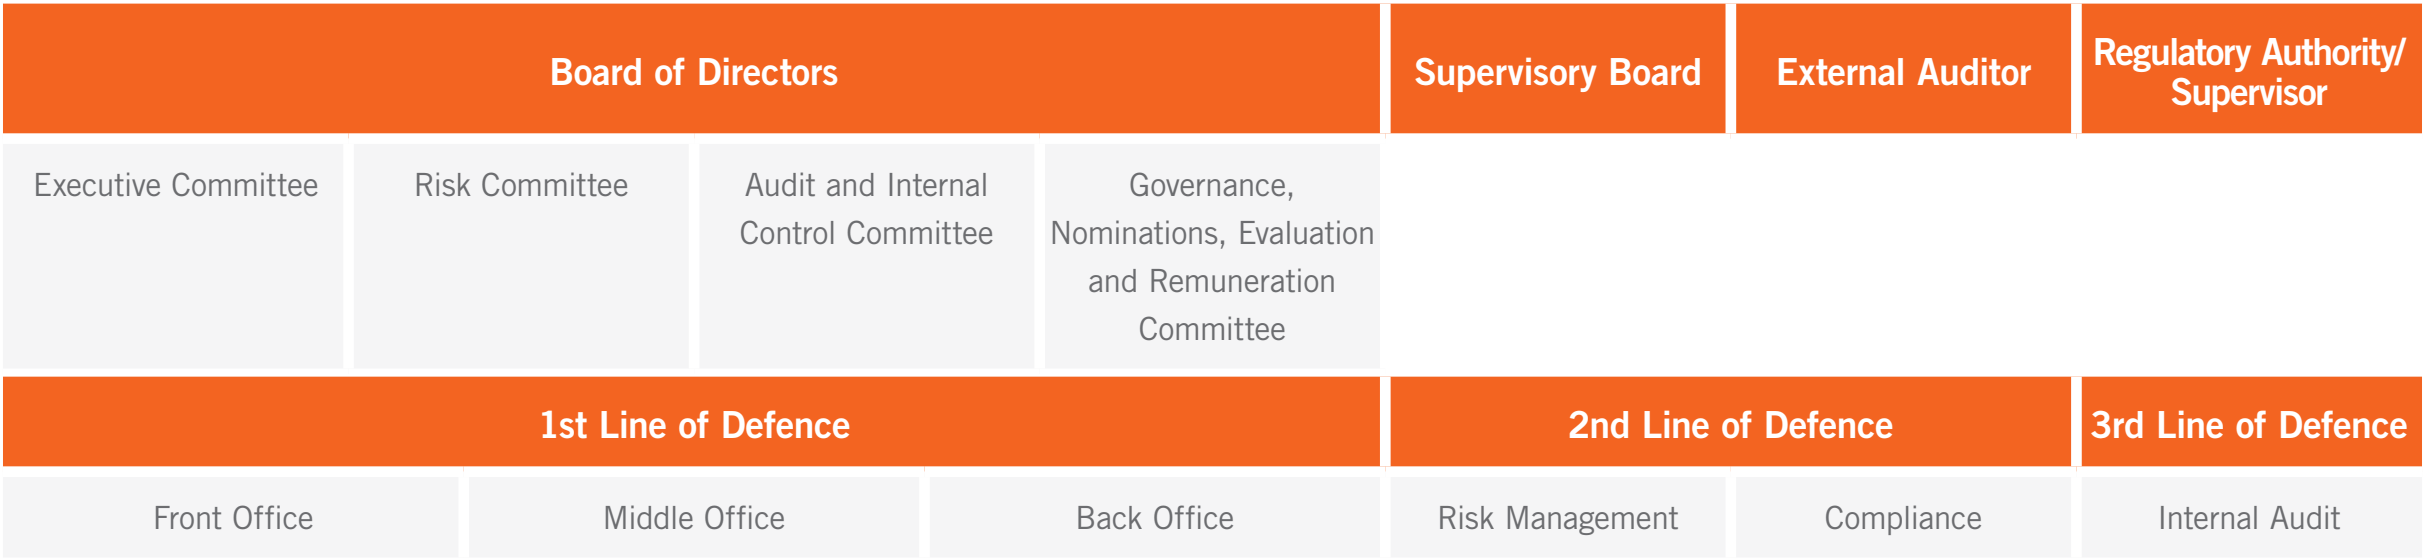 Board of Directors
Supervisory Board
External Auditor
Regulatory Authority/
Supervisor
Executive Committee
Risk Committee
Audit and Internal
Control Committee
Governance,
Nominations, Evaluation
and Remuneration
Committee
1st Line of Defence
2nd Line of Defence
3rd Line of Defence
Front Office
Middle Office
Back Office
Risk Management
Compliance
Internal Audit